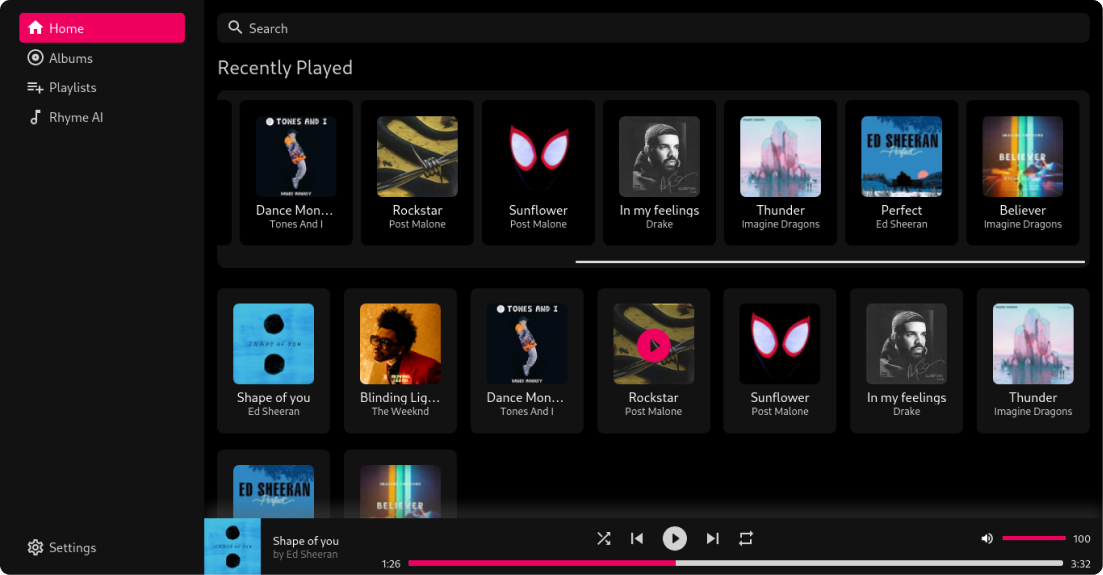 Home
Albums
Playlists
Rhyme AI
Settings
Search
Recently Played
TONES AND I
DANCE MONKEY
Dance Mon...
Tones And I
Rockstar
Post Malone
Sunflower
Post Malone
In my feelings
Drake
Thunder
Imagine Dragons
ED SHEERAN
Perfect
Perfect
Ed Sheeran
IMAGINE DRAGONS
BELIEVER
Believer
Imagine Dragons
SHAPE OF YOU
Shape of you
Ed Sheeran
Blinding Lig...
The Weeknd
TONES AND I
DANCE MONKEY
Dance Mon...
Tones And I
Rockstar
Post Malone
Sunflower
Post Malone
In my feelings
Drake
Thunder
Imagine Dragons
ED SHEERAN
Perfect
IMAGINE DRAGONS
BELIEVER
SHAPE OF YOU
Shape of you
by Ed Sheeran
1:26
3:32
100